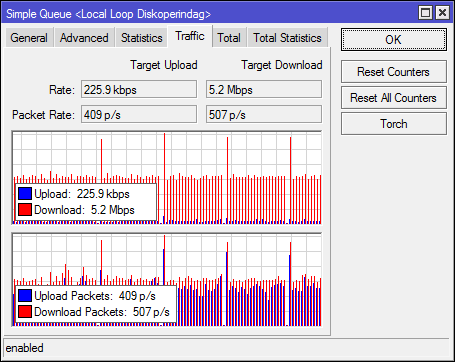 Simple Queue <Local Loop Diskoperindag>
General Advanced Statistics Traffic Total Total Statistics
Target Upload Target Download
Rate: 225.9 kbps 5.2 Mbps
Packet Rate: 409 p/s 507 p/s
Upload: 225.9 kbps
Download: 5.2 Mbps
Upload Packets: 409 p/s
Download Packets: 507 p/s
OK
Reset Counters
Reset All Counters
Torch
enabled